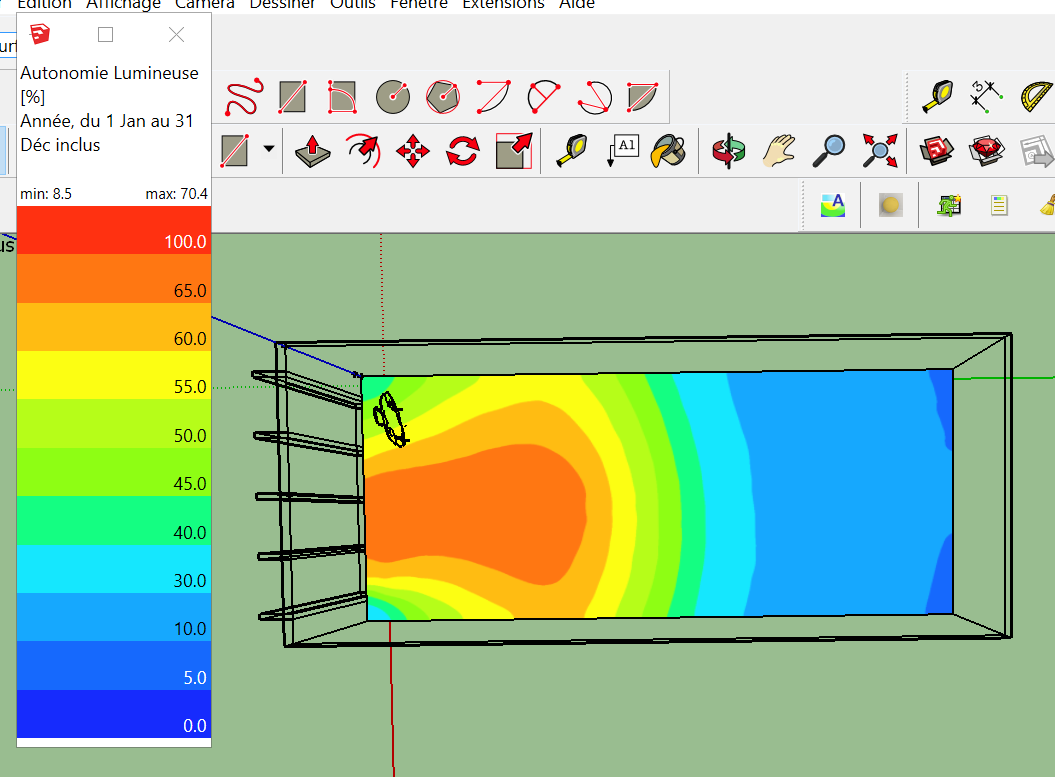 Edition Affichage Caméra Dessiner Outils Fenêtre Extensions Aide
Autonomie Lumineuse
[%]
Année, du 1 Jan au 31
Déc inclus
min: 8.5 max: 70.4
100.0
65.0
60.0
55.0
50.0
45.0
40.0
30.0
10.0
5.0
0.0
A1
3
A